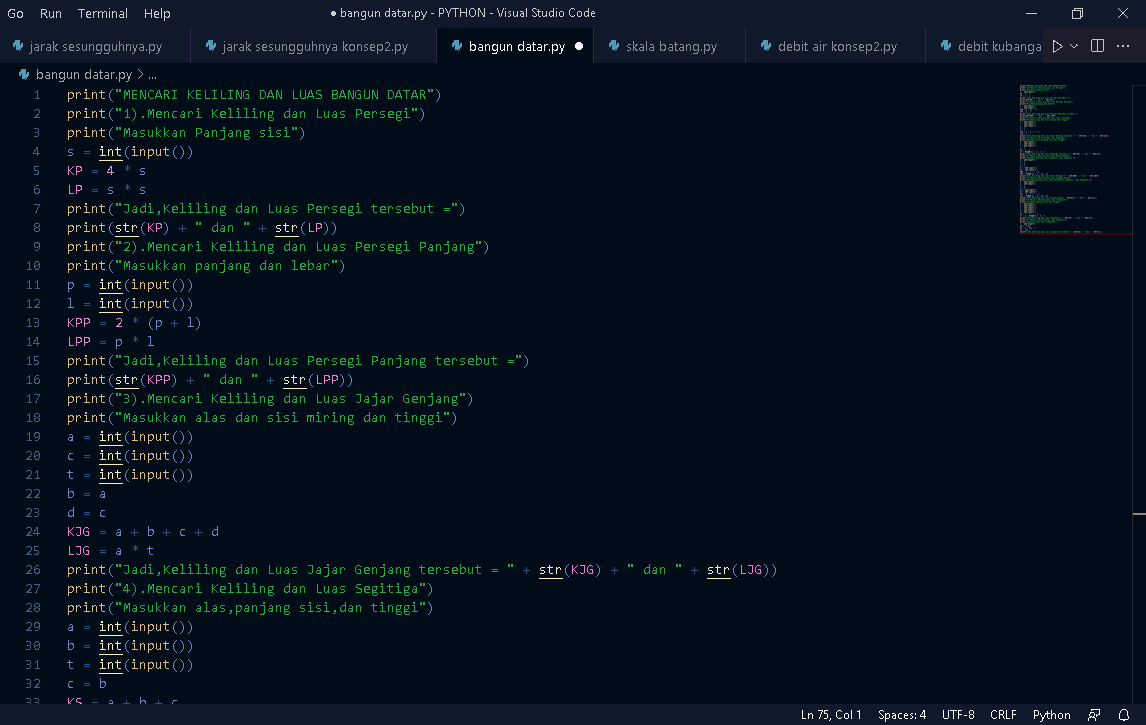 Go Run Terminal Help ● bangun datar.py - PYTHON - Visual Studio Code
jarak sesungguhnya.py jarak sesungguhnya konsep2.py bangun datar.py ● skala batang.py debit air konsep2.py debit kubanga
bangun datar.py > ...
1 print("MENCARI KELILING DAN LUAS BANGUN DATAR")
2 print("1).Mencari Keliling dan Luas Persegi")
3 print("Masukkan Panjang sisi")
4 s = int(input())
5 KP = 4 * s
6 LP = s * s
7 print("Jadi,Keliling dan Luas Persegi tersebut =")
8 print(str(KP) + " dan " + str(LP))
9 print("2).Mencari Keliling dan Luas Persegi Panjang")
10 print("Masukkan panjang dan lebar")
11 p = int(input())
12 l = int(input())
13 KPP = 2 * (p + l)
14 LPP = p * l
15 print("Jadi,Keliling dan Luas Persegi Panjang tersebut =")
16 print(str(KPP) + " dan " + str(LPP))
17 print("3).Mencari Keliling dan Luas Jajar Genjang")
18 print("Masukkan alas dan sisi miring dan tinggi")
19 a = int(input())
20 c = int(input())
21 t = int(input())
22 b = a
23 d = c
24 KJG = a + b + c + d
25 LJG = a * t
26 print("Jadi,Keliling dan Luas Jajar Genjang tersebut = " + str(KJG) + " dan " + str(LJG))
27 print("4).Mencari Keliling dan Luas Segitiga")
28 print("Masukkan alas,panjang sisi,dan tinggi")
29 a = int(input())
30 b = int(input())
31 t = int(input())
32 c = b
33 KS = a + b + c
Ln 75, Col 1 Spaces: 4 UTF-8 CRLF Python